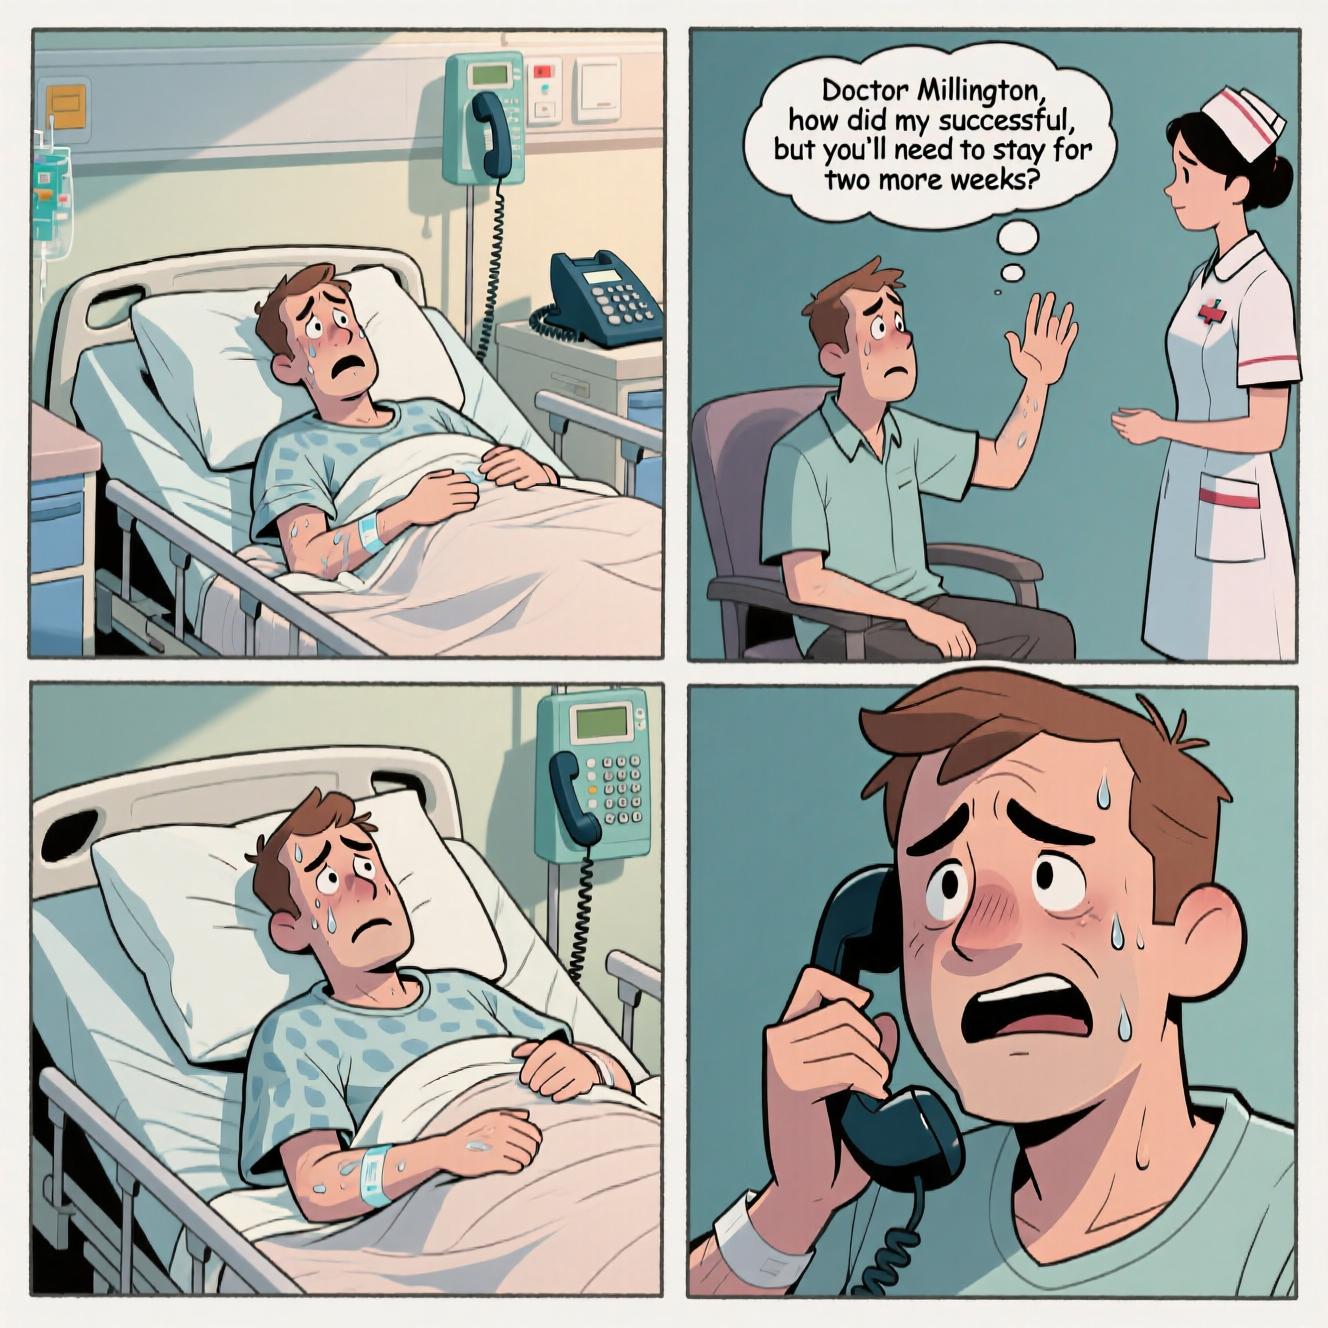 Doctor Millington,
how did my successful,
but you'll need to stay for
two more weeks?